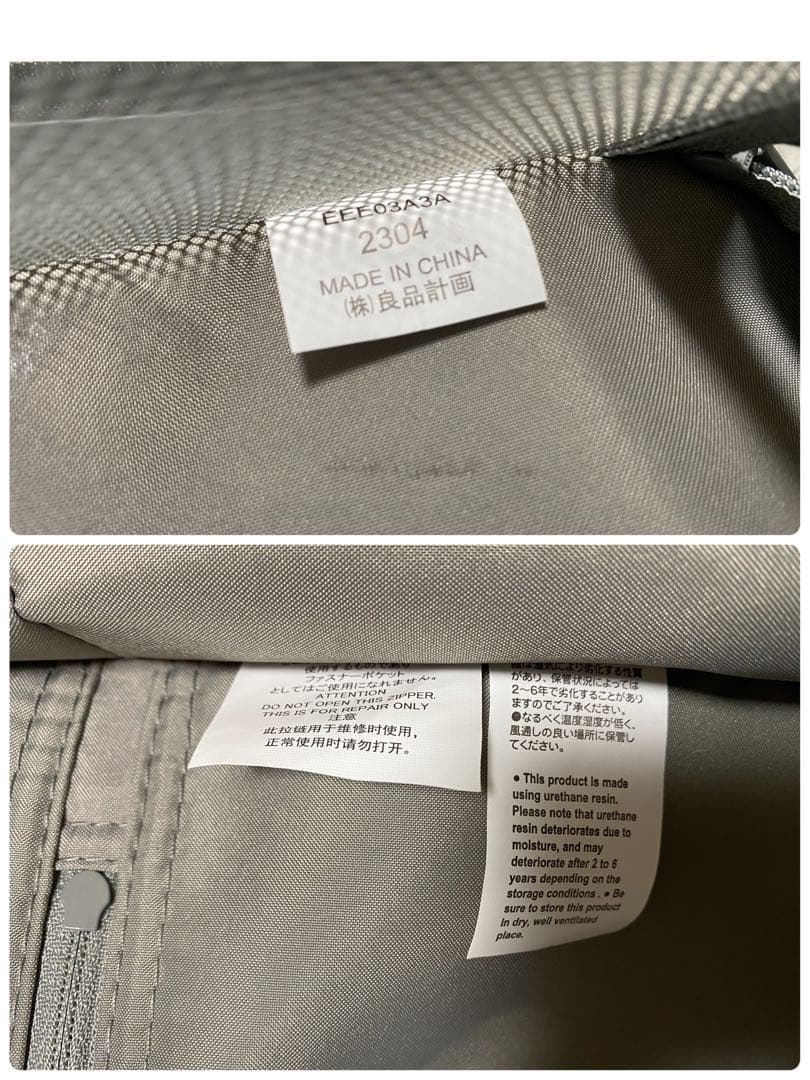 EEE03A3A
2304
MADE IN CHINA
(株)良品計画
使用するものであり
ファスナーポケット
としてはご使用になれません。
ATTENTION
DO NOT OPEN THIS ZIPPER.
THIS IS FOR REPAIR ONLY
注意
此拉链用于维修时使用，
正常使用时请勿打开。
脂は湿気により劣化する性質
があり、保管状況によっては
2～6年で劣化することがあり
ますのでご了承ください。
●なるべく温度湿度が低く、
風通しの良い場所に保管し
てください。
● This product is made
using urethane resin.
Please note that urethane
resin deteriorates due to
moisture, and may
deteriorate after 2 to 6
years depending on the
storage conditions . ● Be
sure to store this product
in dry, well ventilated
place.